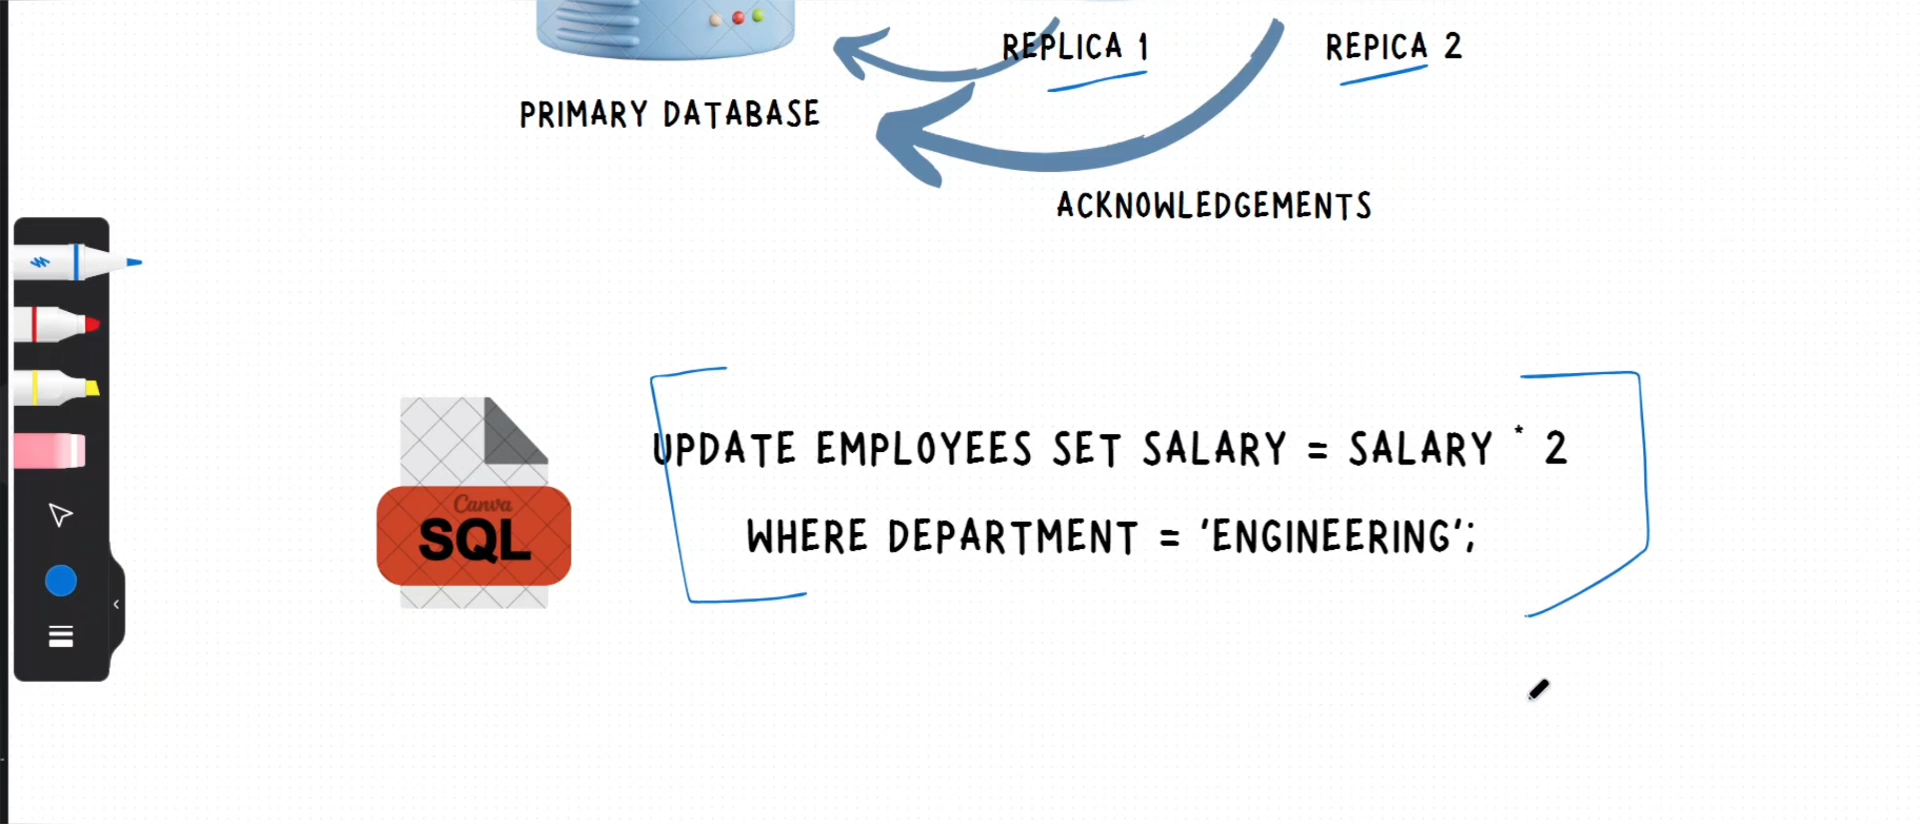 REPLICA 1
REPICA 2
PRIMARY DATABASE
ACKNOWLEDGEMENTS
UPDATE EMPLOYEES SET SALARY = SALARY * 2
WHERE DEPARTMENT = 'ENGINEERING';
Canva
SQL